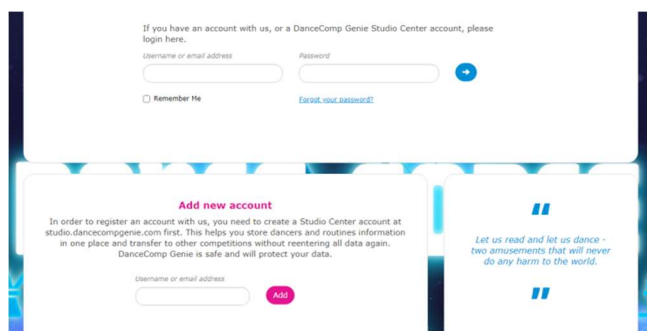 If you have an account with us, or a DanceComp Genie Studio Center account, please
login here.
Username or email address
Password
Remember Me
Forgot your password?
Add new account
In order to register an account with us, you need to create a Studio Center account at
studio.dancecompgenie.com first. This helps you store dancers and routines information
in one place and transfer to other competitions without reentering all data again.
DanceComp Genie is safe and will protect your data.
Username or email address
Add
"
Let us read and let us dance -
two amusements that will never
do any harm to the world.
"